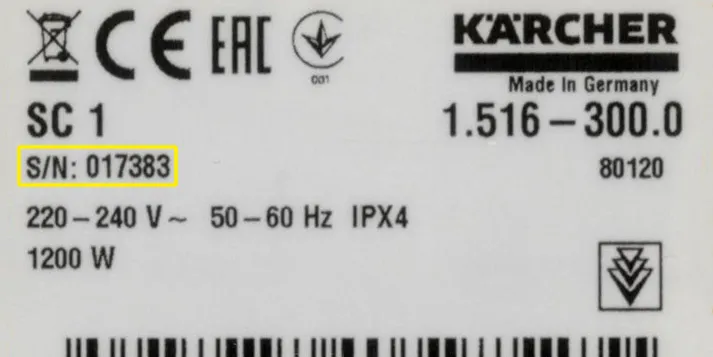 CE EAC
001
KÄRCHER
Made In Germany
SC 1
1.516–300.0
S/N: 017383
80120
220–240 V~ 50–60 Hz IPX4
1200 W